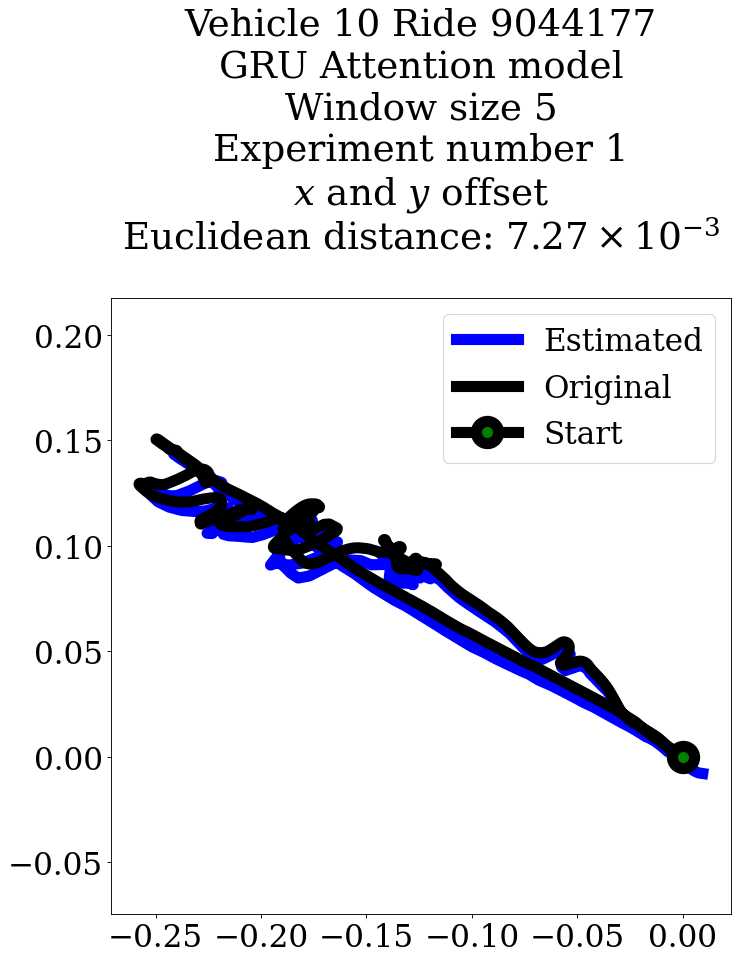 Vehicle 10 Ride 9044177
GRU Attention model
Window size 5
Experiment number 1
x and y offset
Euclidean distance: 7.27 × 10⁻³
Estimated
Original
Start
0.20
0.15
0.10
0.05
0.00
−0.05
−0.25 −0.20 −0.15 −0.10 −0.05 0.00